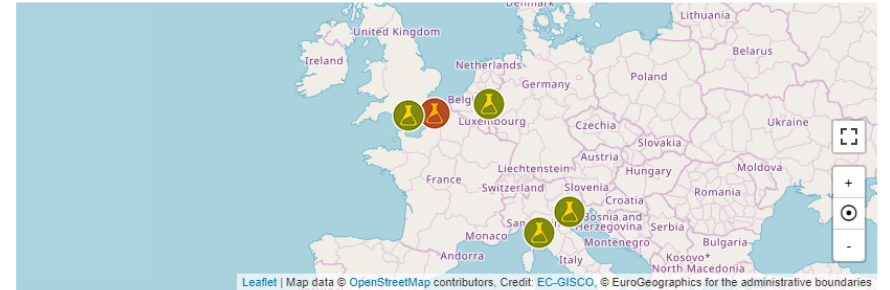 Denmark
Lithuania
United Kingdom
Ireland
Belarus
Netherlands
Germany
Poland
Belg
Luxembourg
Czechia
Ukraine
Slovakia
Austria
Liechtenstein
Hungary
Moldova
France
Switzerland
Slovenia
Romania
Croatia
San
Bosnia and
Herzegovina
Serbia
Monaco
Montenegro
Bulgaria
Andorra
Italy
Kosovo*
North Macedonia
+
-
Leaflet | Map data © OpenStreetMap contributors, Credit: EC-GISCO, © EuroGeographics for the administrative boundaries